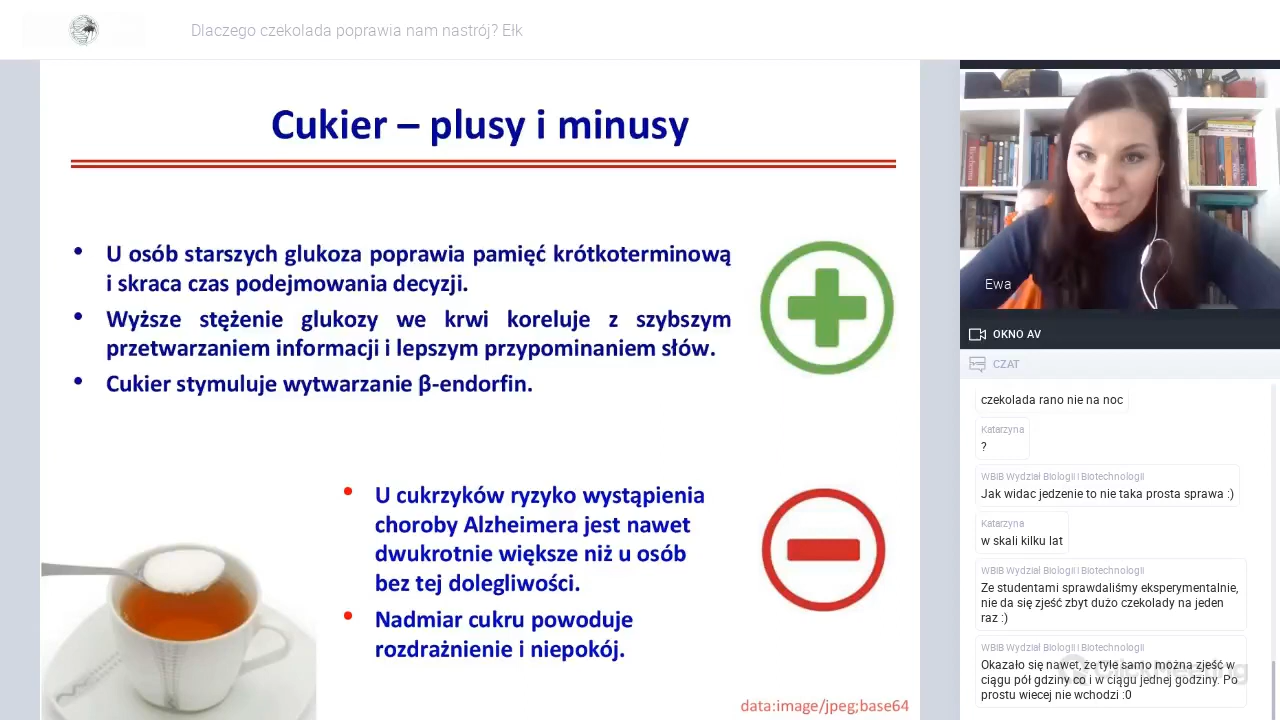 Dlaczego czekolada poprawia nam nastrój? Ełk
Cukier – plusy i minusy
• U osób starszych glukoza poprawia pamięć krótkoterminową
i skraca czas podejmowania decyzji.
• Wyższe stężenie glukozy we krwi koreluje z szybszym
przetwarzaniem informacji i lepszym przypominaniem słów.
• Cukier stymuluje wytwarzanie β-endorfin.
• U cukrzyków ryzyko wystąpienia
choroby Alzheimera jest nawet
dwukrotnie większe niż u osób
bez tej dolegliwości.
• Nadmiar cukru powoduje
rozdrażnienie i niepokój.
data:image/jpeg;base64
Ewa
OKNO AV
CZAT
czekolada rano nie na noc
Katarzyna
?
WBiB Wydział Biologii i Biotechnologii
Jak widac jedzenie to nie taka prosta sprawa :)
Katarzyna
w skali kilku lat
WBiB Wydział Biologii i Biotechnologii
Ze studentami sprawdaliśmy eksperymentalnie,
nie da się zjeść zbyt dużo czekolady na jeden
raz :)
WBiB Wydział Biologii i Biotechnologii
Okazało się nawet, ze tyle samo można zjeść w
ciągu pół gdziny co i w ciągu jednej godziny. Po
prostu wiecej nie wchodzi :0